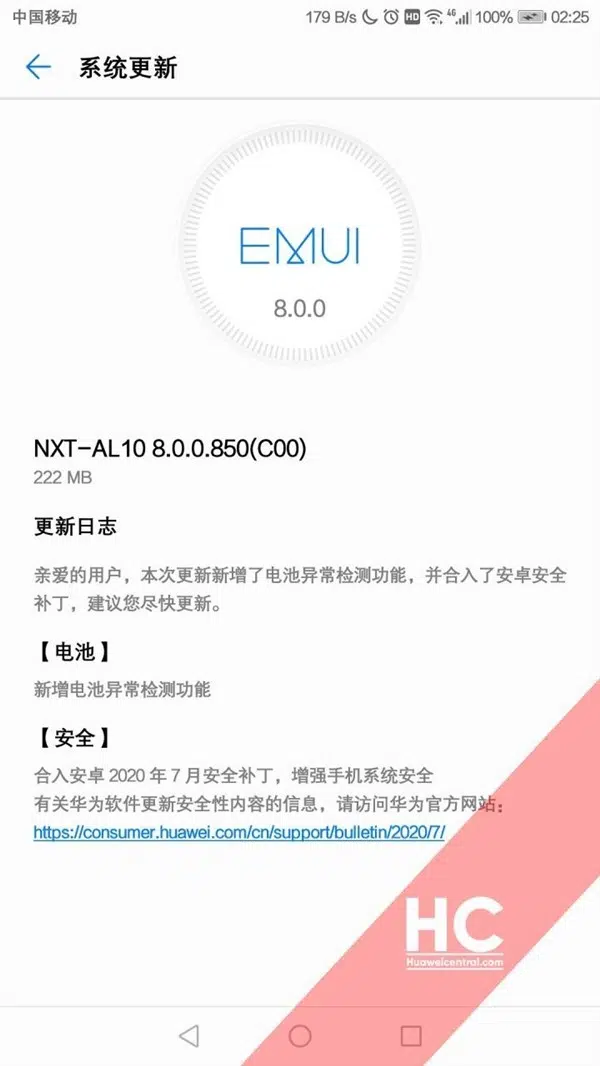 中国移动 179 B/s HD 4G 100% 02:25
系统更新
EMUI
8.0.0
NXT-AL10 8.0.0.850(C00)
222 MB
更新日志
亲爱的用户，本次更新新增了电池异常检测功能，并合入了安卓安全
补丁，建议您尽快更新。
【电池】
新增电池异常检测功能
【安全】
合入安卓 2020 年 7 月安全补丁，增强手机系统安全
有关华为软件更新安全性内容的信息，请访问华为官方网站：
https://consumer.huawei.com/cn/support/bulletin/2020/7/
HC
Huaweicentral.com